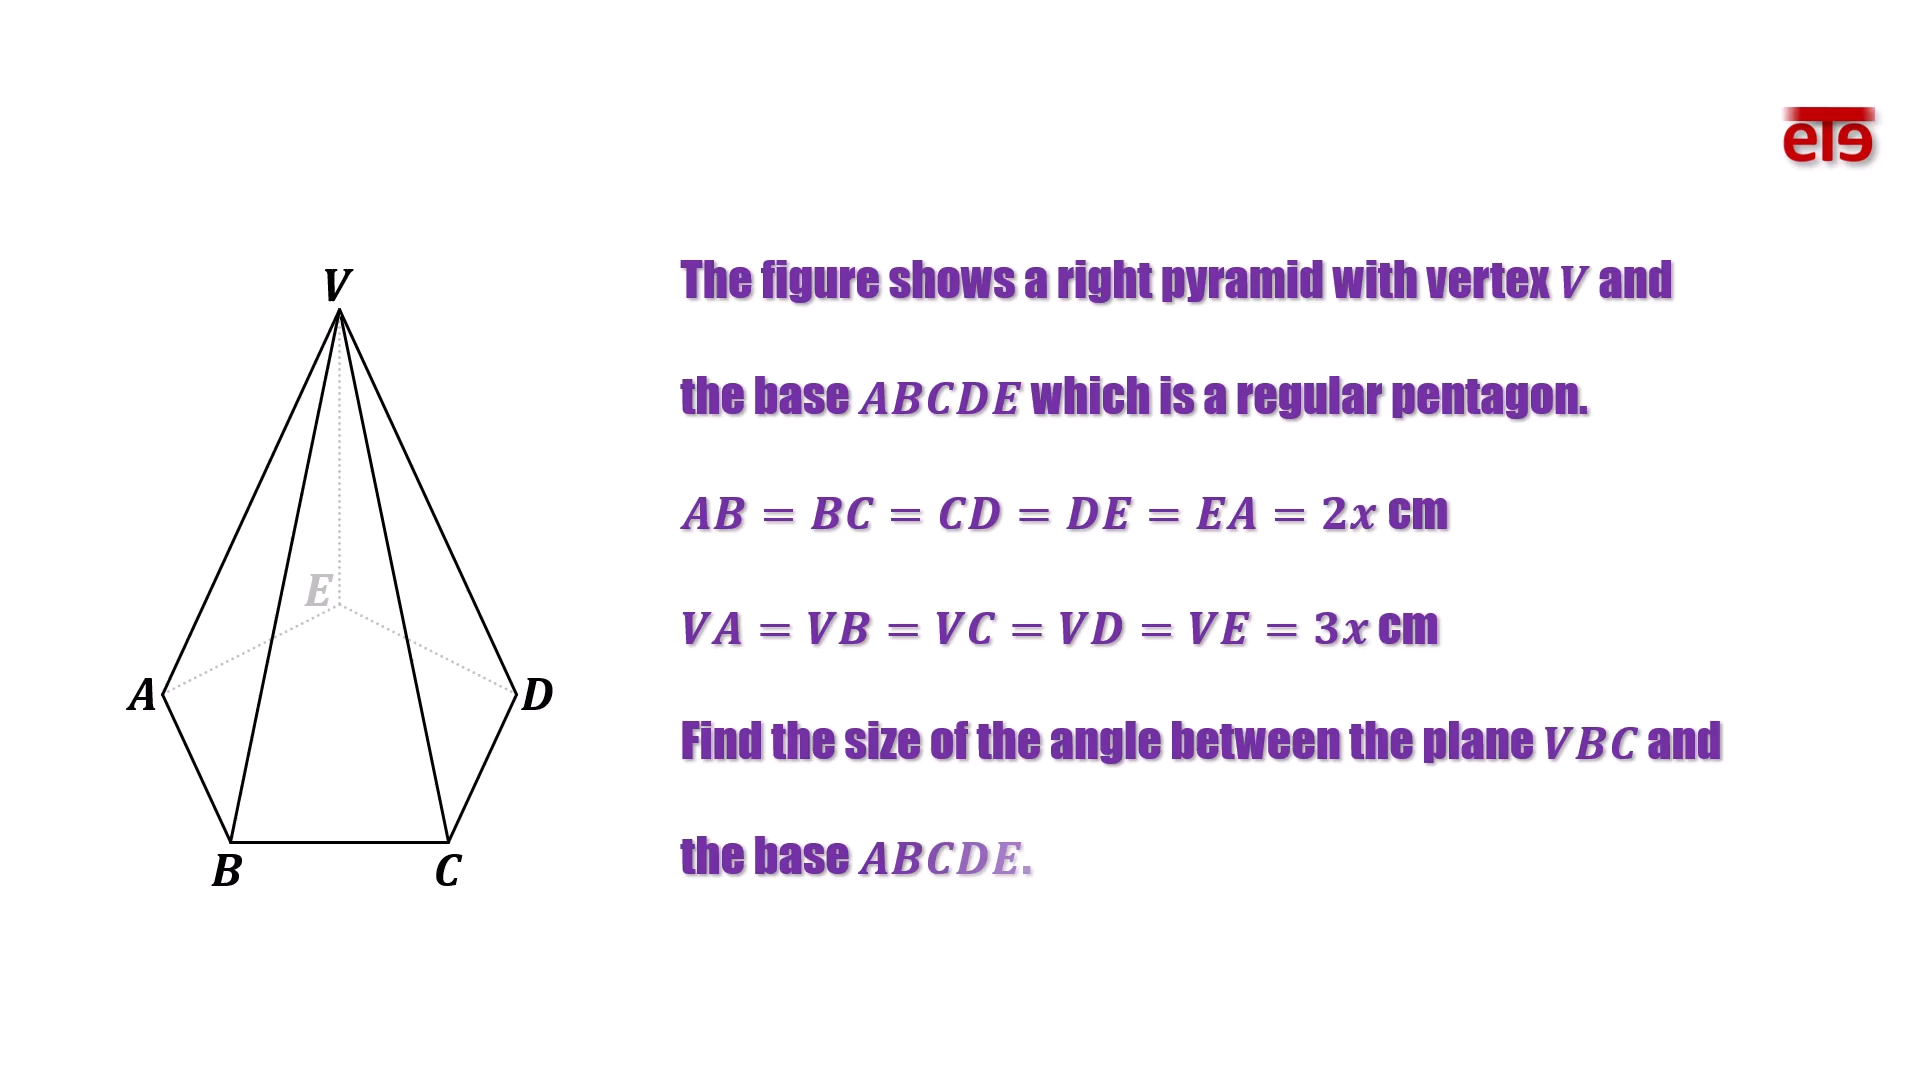 eTe
V
E
A
D
B
C
The figure shows a right pyramid with vertex V and
the base ABCDE which is a regular pentagon.
AB = BC = CD = DE = EA = 2x cm
VA = VB = VC = VD = VE = 3x cm
Find the size of the angle between the plane VBC and
the base ABCDE.